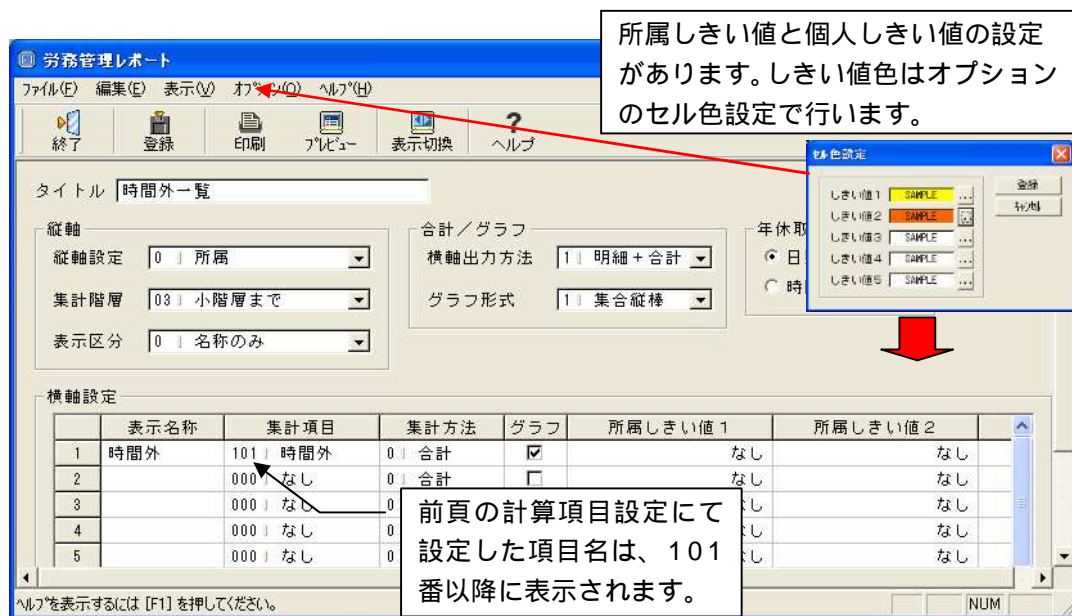 所属しきい値と個人しきい値の設定
があります。しきい値色はオプション
のセル色設定で行います。
労務管理レポート
ファイル(F) 編集(E) 表示(V) オプション(O) ヘルプ(H)
終了 登録 印刷 プレビュー 表示切換 ヘルプ
セル色設定
しきい値1 SAMPLE ... 登録
しきい値2 SAMPLE ... キャンセル
しきい値3 SAMPLE ...
しきい値4 SAMPLE ...
しきい値5 SAMPLE ...
タイトル 時間外一覧
縦軸 合計/グラフ 年休取
縦軸設定 0 」 所属 横軸出力方法 1」 明細+合計 日
集計階層 03」 小階層まで グラフ形式 1」 集合縦棒 時
表示区分 0 」 名称のみ
横軸設定
表示名称 集計項目 集計方法 グラフ 所属しきい値1 所属しきい値2
1 時間外 101」 時間外 0」 合計 なし なし
2 000」 なし 0」 合計 なし なし
3 000」 なし 0 なし なし
4 000」 なし 0 なし なし
5 000」 なし 0 なし なし
前頁の計算項目設定にて
設定した項目名は、101
番以降に表示されます。
ヘルプを表示するには [F1] を押してください。 NUM